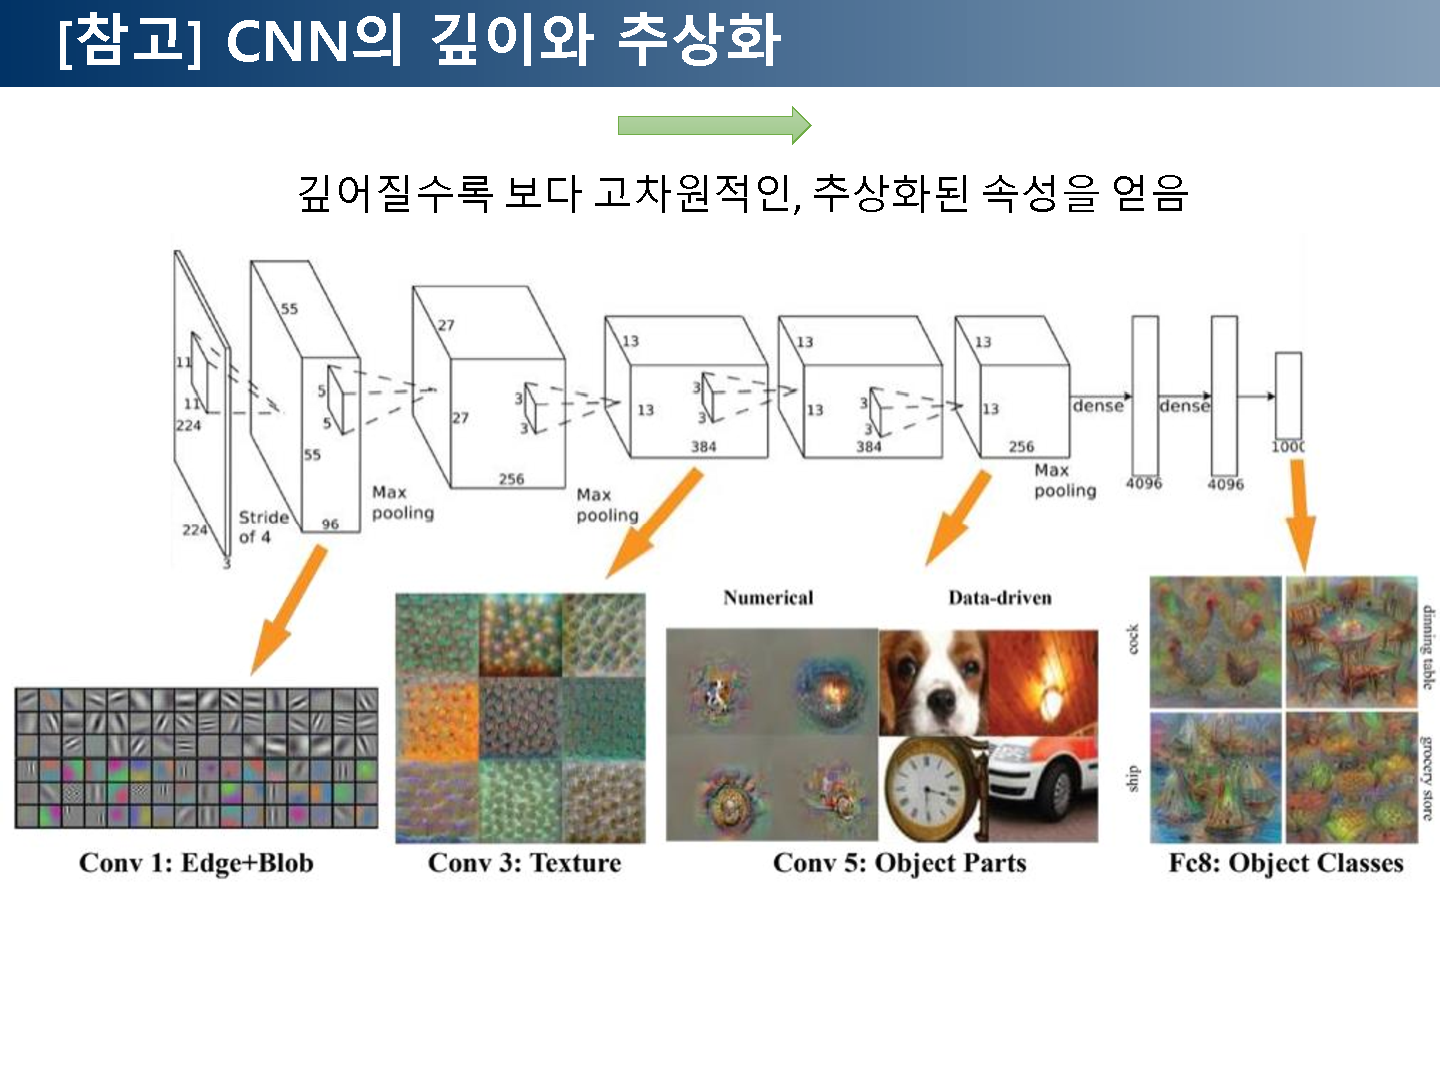 [참고] CNN의 깊이와 추상화
깊어질수록 보다 고차원적인, 추상화된 속성을 얻음
11
11
224
224
3
Stride
of 4
55
5
5
55
96
Max
pooling
27
27
3
3
256
Max
pooling
13
13
3
3
384
13
13
3
3
384
13
13
256
Max
pooling
dense
4096
dense
4096
1000
Numerical
Data-driven
cock
ship
dinning table
grocery store
Conv 1: Edge+Blob
Conv 3: Texture
Conv 5: Object Parts
Fc8: Object Classes